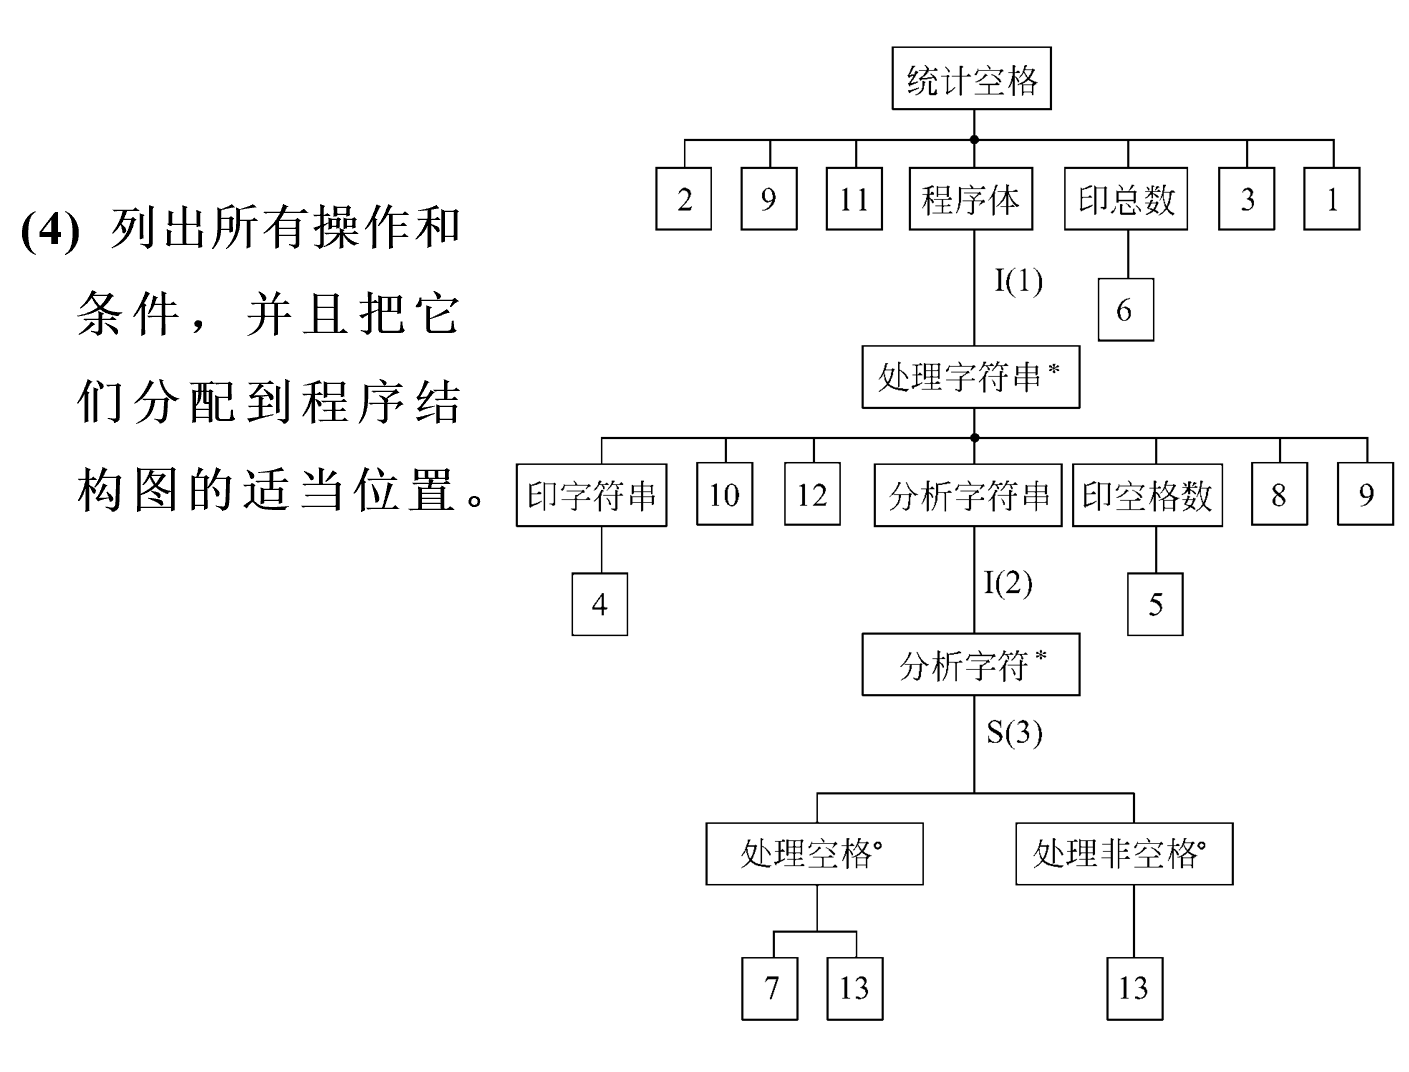 (4) 列出所有操作和
条件，并且把它
们分配到程序结
构图的适当位置。
统计空格
2 9 11 程序体 印总数 3 1
I(1)
6
处理字符串*
印字符串 10 12 分析字符串 印空格数 8 9
I(2)
4 5
分析字符*
S(3)
处理空格° 处理非空格°
7 13 13